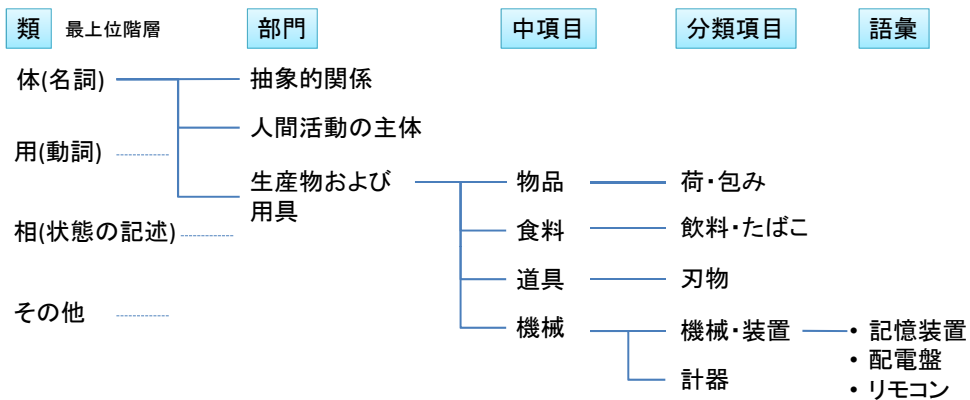 類 最上位階層 部門 中項目 分類項目 語彙
体(名詞) 抽象的関係
人間活動の主体
用(動詞)
生産物および
用具
物品 荷・包み
相(状態の記述)
食料 飲料・たばこ
道具 刃物
その他
機械 機械・装置
• 記憶装置
• 配電盤
計器
• リモコン